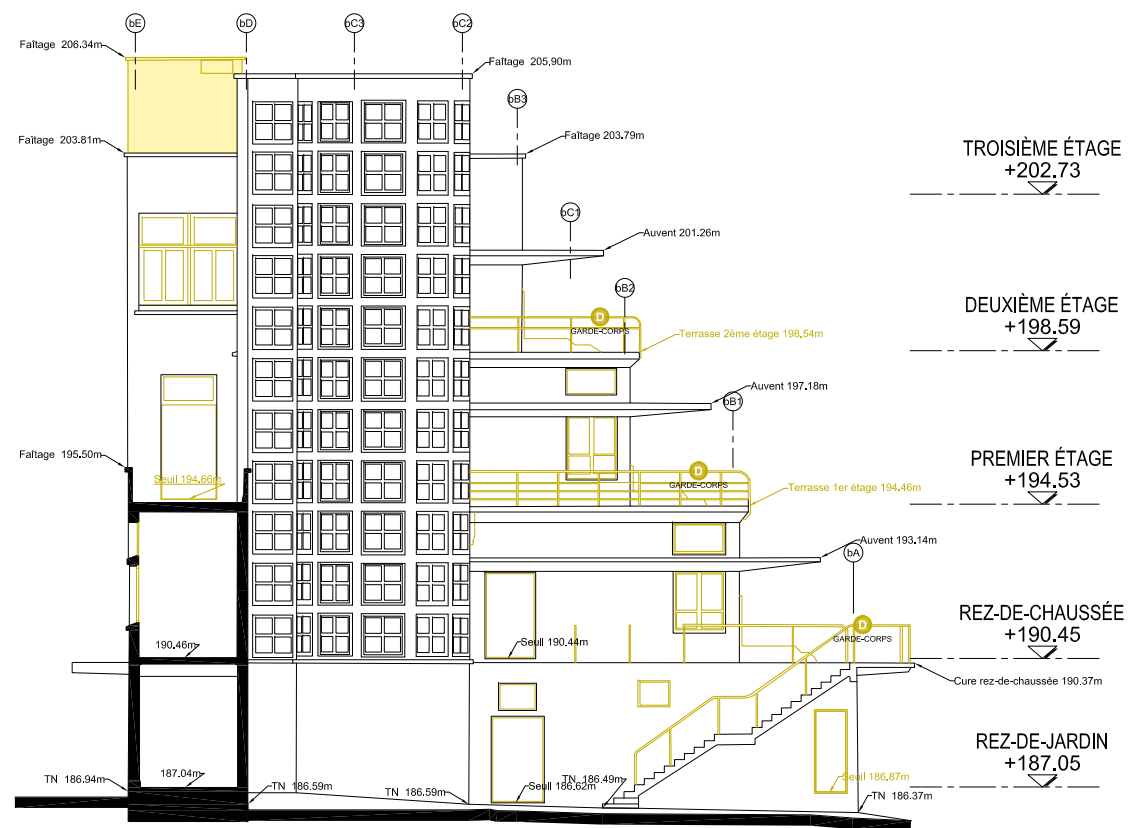 bE
bD
bC3
bC2
Faîtage 206.34m
Faîtage 205,90m
bB3
Faîtage 203.81m
Faîtage 203.79m
TROISIÈME ÉTAGE
+202.73
bC1
Auvent 201.26m
bB2
DEUXIÈME ÉTAGE
+198.59
D
GARDE-CORPS
Terrasse 2ème étage 198.54m
Auvent 197.18m
bB1
Faîtage 195.50m
PREMIER ÉTAGE
+194.53
D
GARDE-CORPS
Seuil 194.66m
Terrasse 1er étage 194.46m
Auvent 193.14m
bA
REZ-DE-CHAUSSÉE
+190.45
D
GARDE-CORPS
190.46m
Seuil 190.44m
Cure rez-de-chaussée 190.37m
REZ-DE-JARDIN
+187.05
TN 186.94m
187.04m
TN 186.59m
TN 186.59m
Seuil 186.62m
TN 186.49m
Seuil 186.87m
TN 186.37m